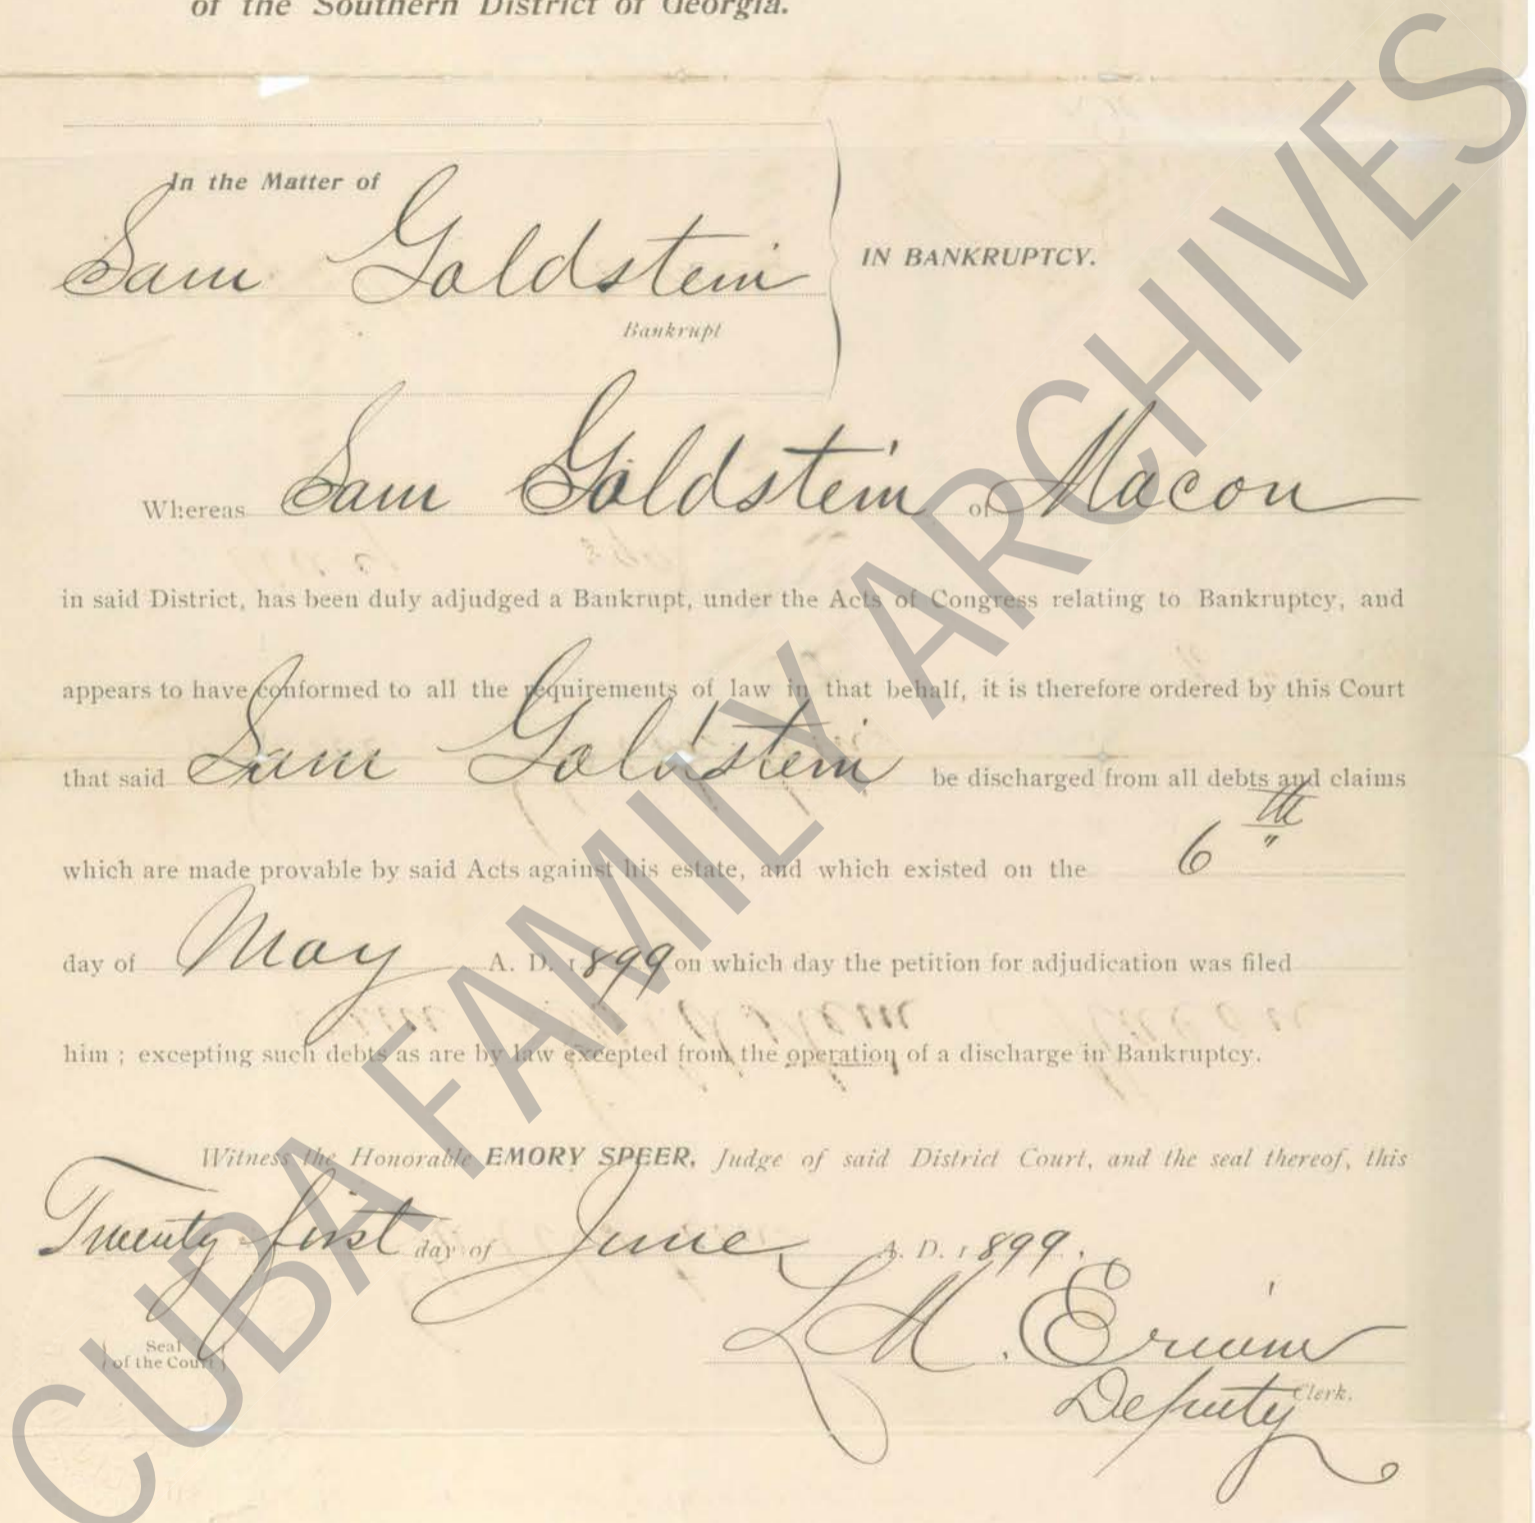 of the Southern District of Georgia.
In the Matter of
Sam Goldstein
Bankrupt
IN BANKRUPTCY.
Whereas Sam Goldstein of Macon
in said District, has been duly adjudged a Bankrupt, under the Acts of Congress relating to Bankruptcy, and
appears to have conformed to all the requirements of law in that behalf, it is therefore ordered by this Court
that said Sam Goldstein be discharged from all debts and claims
which are made provable by said Acts against his estate, and which existed on the 6th
day of May A. D. 1899 on which day the petition for adjudication was filed
him ; excepting such debts as are by law excepted from the operation of a discharge in Bankruptcy.
Witness the Honorable EMORY SPEER, Judge of said District Court, and the seal thereof, this
Twenty first day of June A. D. 1899.
Seal
of the Court
L M. Erwin
Deputy Clerk.
CUBA FAMILY ARCHIVES